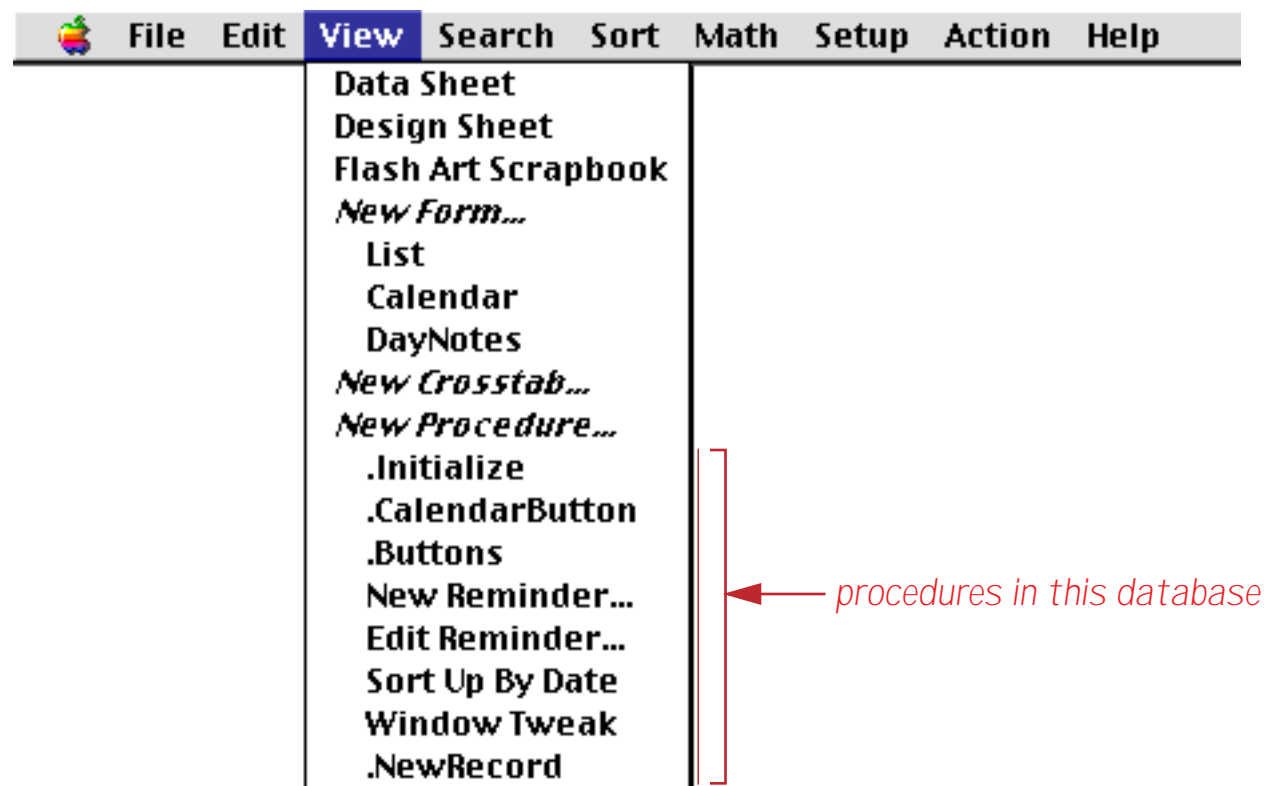 File Edit View Search Sort Math Setup Action Help
Data Sheet
Design Sheet
Flash Art Scrapbook
New Form...
List
Calendar
DayNotes
New Crosstab...
New Procedure...
.Initialize
.CalendarButton
.Buttons
New Reminder...
procedures in this database
Edit Reminder...
Sort Up By Date
Window Tweak
.NewRecord